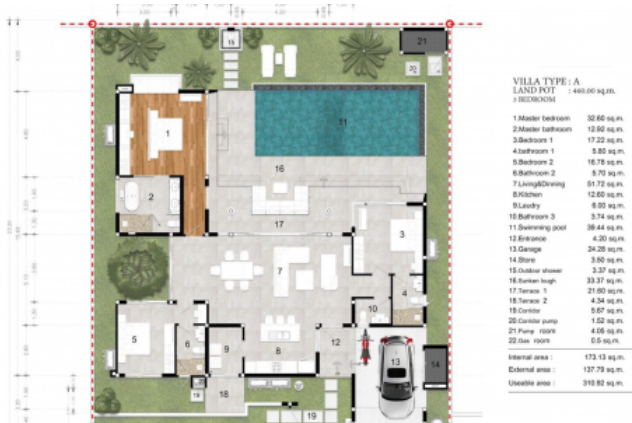 VILLA TYPE : A
LAND POT : 440.00 sq.m.
3 BEDROOM
1.Master bedroom 32.60 sq.m.
2.Master bathroom 12.92 sq.m.
3.Bedroom 1 17.22 sq.m.
4.bathroom 1 5.80 sq.m.
5.Bedroom 2 16.78 sq.m.
6.Bathroom 2 5.70 sq.m.
7.Living&Dinning 51.72 sq.m.
8.Kitchen 12.60 sq.m.
9.Laudry 6.00 sq.m.
10.Bathroom 3 3.74 sq.m.
11.Swimming pool 39.44 sq.m.
12.Entrance 4.20 sq.m.
13.Garage 24.28 sq.m.
14.Store 3.50 sq.m.
15.Outdoor shower 3.37 sq.m.
16.Sunken lough 33.37 sq.m.
17.Terrace 1 21.60 sq.m.
18.Terrace 2 4.34 sq.m.
19.Coridor 5.67 sq.m.
20.Coridor pump 1.52 sq.m.
21 Pump room 4.05 sq.m.
22.Gas room 0.5 sq.m.
Internal area : 173.13 sq.m.
External area : 137.79 sq.m.
Useable area : 310.92 sq.m.
21
15
20
11
1
16
2
17
3
7
4
10
5
6
9
8
12
13
14
19
18
19